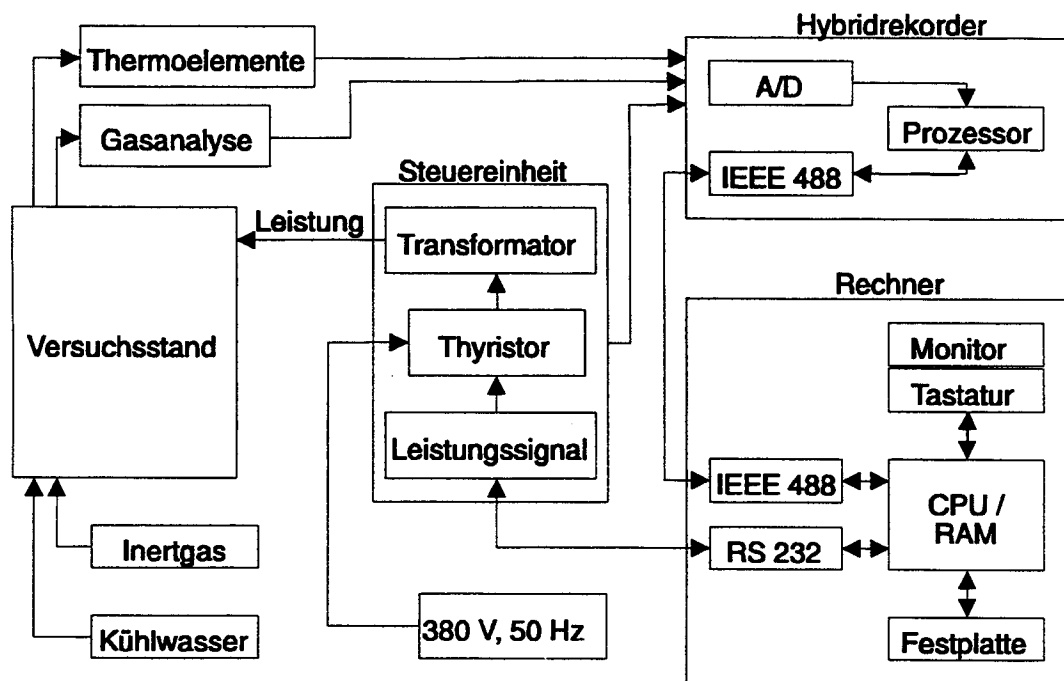 Hybridrekorder
Thermoelemente
A/D
Gasanalyse
Prozessor
IEEE 488
Steuereinheit
Leistung
Transformator
Rechner
Versuchsstand
Thyristor
Monitor
Tastatur
Leistungssignal
IEEE 488
CPU /
RAM
Inertgas
RS 232
380 V, 50 Hz
Kühlwasser
Festplatte